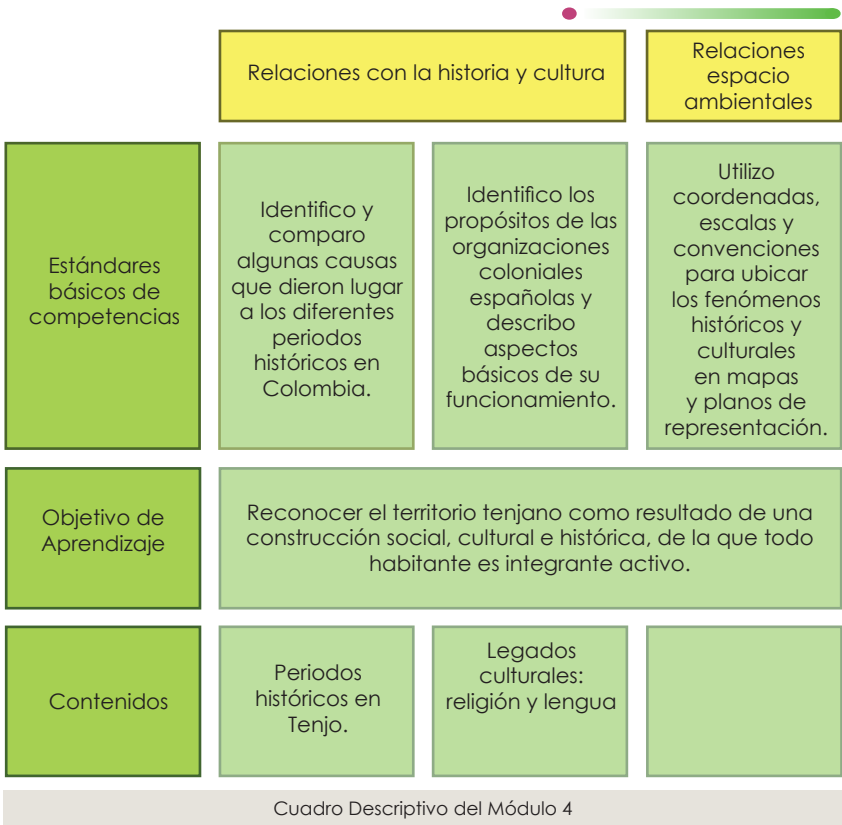 Relaciones con la historia y cultura
Relaciones
espacio
ambientales
Estándares
básicos de
competencias
Identifico y
comparo
algunas causas
que dieron lugar
a los diferentes
periodos
históricos en
Colombia.
Identifico los
propósitos de las
organizaciones
coloniales
españolas y
describo
aspectos
básicos de su
funcionamiento.
Utilizo
coordenadas,
escalas y
convenciones
para ubicar
los fenómenos
históricos y
culturales
en mapas
y planos de
representación.
Objetivo de
Aprendizaje
Reconocer el territorio tenjano como resultado de una
construcción social, cultural e histórica, de la que todo
habitante es integrante activo.
Contenidos
Periodos
históricos en
Tenjo.
Legados
culturales:
religión y lengua
Cuadro Descriptivo del Módulo 4